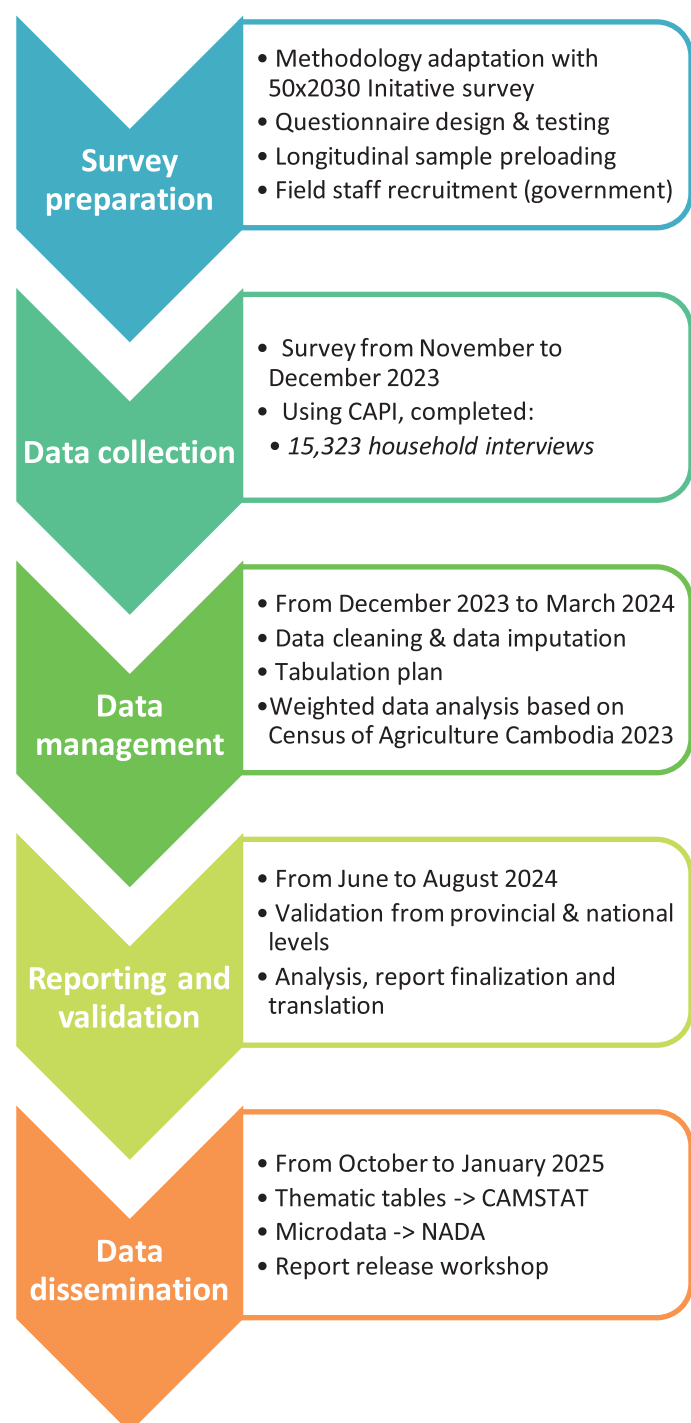 Survey
preparation
• Methodology adaptation with
50x2030 Initative survey
• Questionnaire design & testing
• Longitudinal sample preloading
• Field staff recruitment (government)
Data collection
• Survey from November to
December 2023
• Using CAPI, completed:
• 15,323 household interviews
Data
management
• From December 2023 to March 2024
• Data cleaning & data imputation
• Tabulation plan
•Weighted data analysis based on
Census of Agriculture Cambodia 2023
Reporting and
validation
• From June to August 2024
• Validation from provincial & national
levels
• Analysis, report finalization and
translation
Data
dissemination
• From October to January 2025
• Thematic tables -> CAMSTAT
• Microdata -> NADA
• Report release workshop